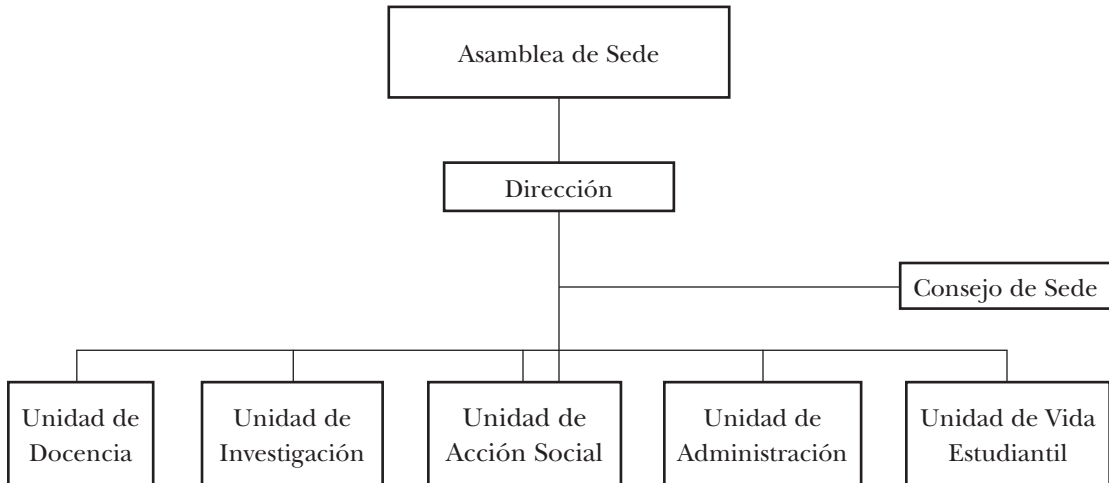 Asamblea de Sede
Dirección
Consejo de Sede
Unidad de
Docencia
Unidad de
Investigación
Unidad de
Acción Social
Unidad de
Administración
Unidad de Vida
Estudiantil